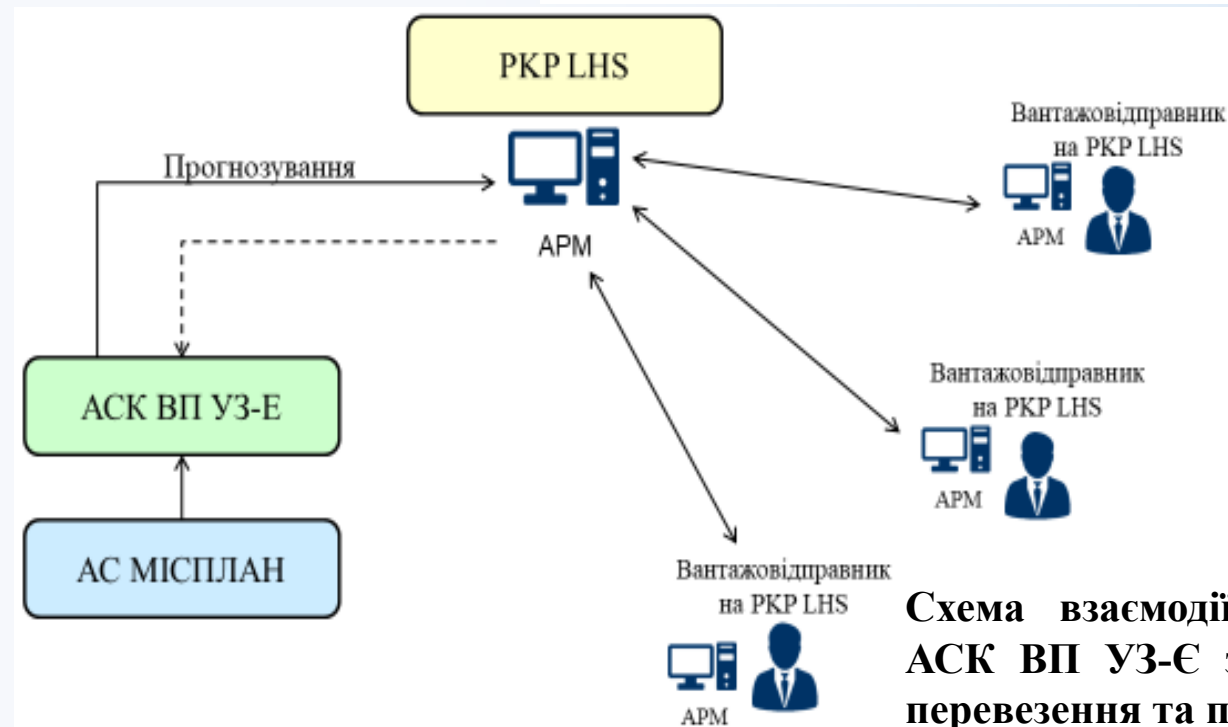 PKP LHS
Вантажовідправник
на PKP LHS
АРМ
Прогнозування
АРМ
АСК ВП УЗ-Е
Вантажовідправник
на PKP LHS
АРМ
АС МІСПЛАН
Вантажовідправник
на PKP LHS
АРМ
Схема взаємодії
АСК ВП УЗ-Є з
перевезення та п